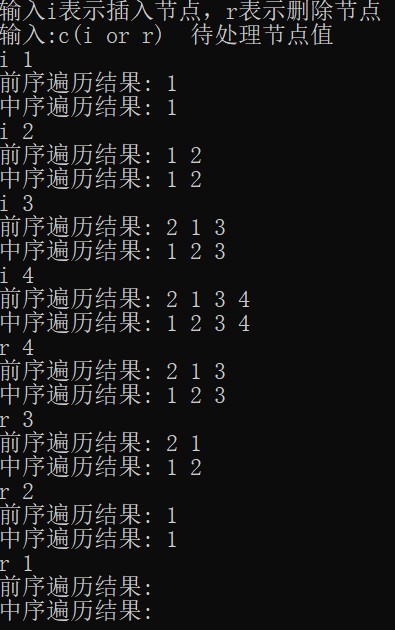 输入i表示插入节点，r表示删除节点
输入:c(i or r)  待处理节点值
i 1
前序遍历结果: 1
中序遍历结果: 1
i 2
前序遍历结果: 1 2
中序遍历结果: 1 2
i 3
前序遍历结果: 2 1 3
中序遍历结果: 1 2 3
i 4
前序遍历结果: 2 1 3 4
中序遍历结果: 1 2 3 4
r 4
前序遍历结果: 2 1 3
中序遍历结果: 1 2 3
r 3
前序遍历结果: 2 1
中序遍历结果: 1 2
r 2
前序遍历结果: 1
中序遍历结果: 1
r 1
前序遍历结果:
中序遍历结果: